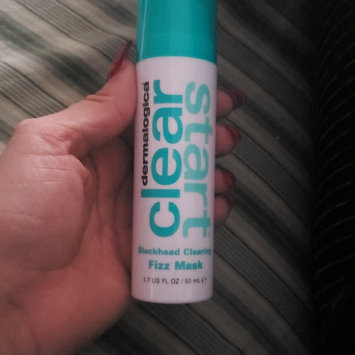 dermalogica
clear
start
Blackhead Clearing
Fizz Mask
1.7 US FL OZ / 50 mL ℮